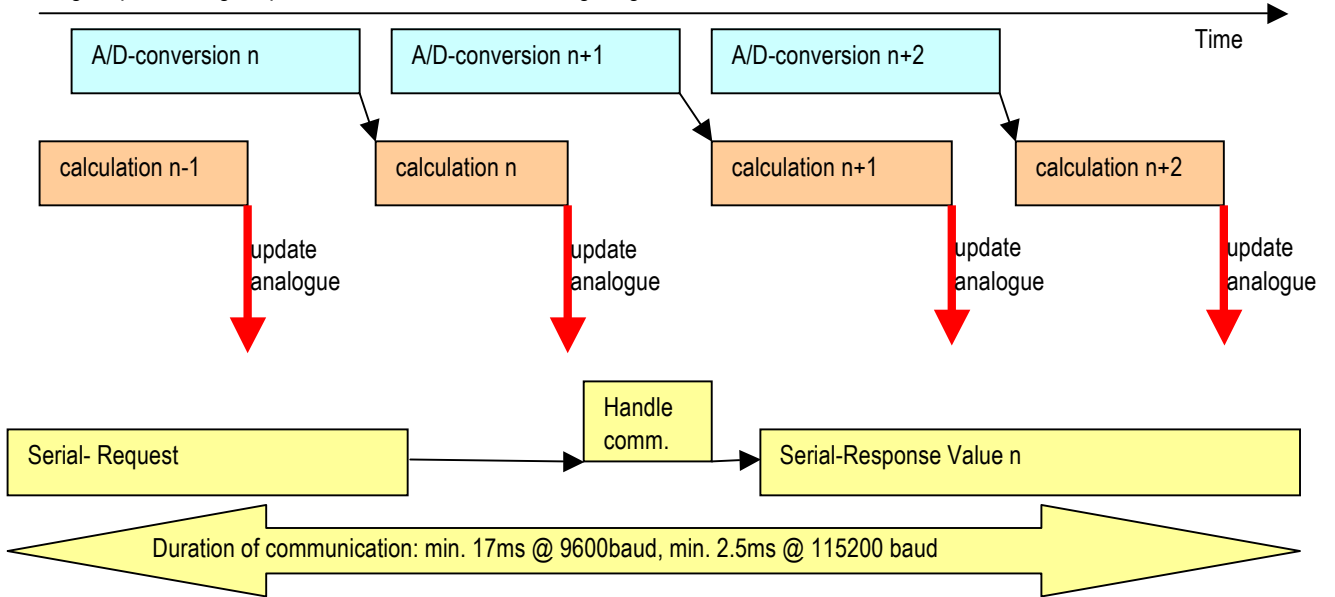 Time
A/D-conversion n
A/D-conversion n+1
A/D-conversion n+2
calculation n-1
calculation n
calculation n+1
calculation n+2
update
analogue
update
analogue
update
analogue
update
analogue
Handle
comm.
Serial- Request
Serial-Response Value n
Duration of communication: min. 17ms @ 9600baud, min. 2.5ms @ 115200 baud